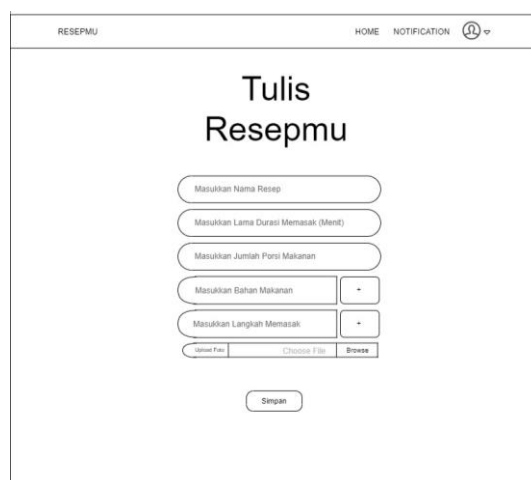 RESEPMU HOME NOTIFICATION
Tulis
Resepmu
Masukkan Nama Resep
Masukkan Lama Durasi Memasak (Menit)
Masukkan Jumlah Porsi Makanan
Masukkan Bahan Makanan +
Masukkan Langkah Memasak +
Upload Foto Choose File Browse
Simpan